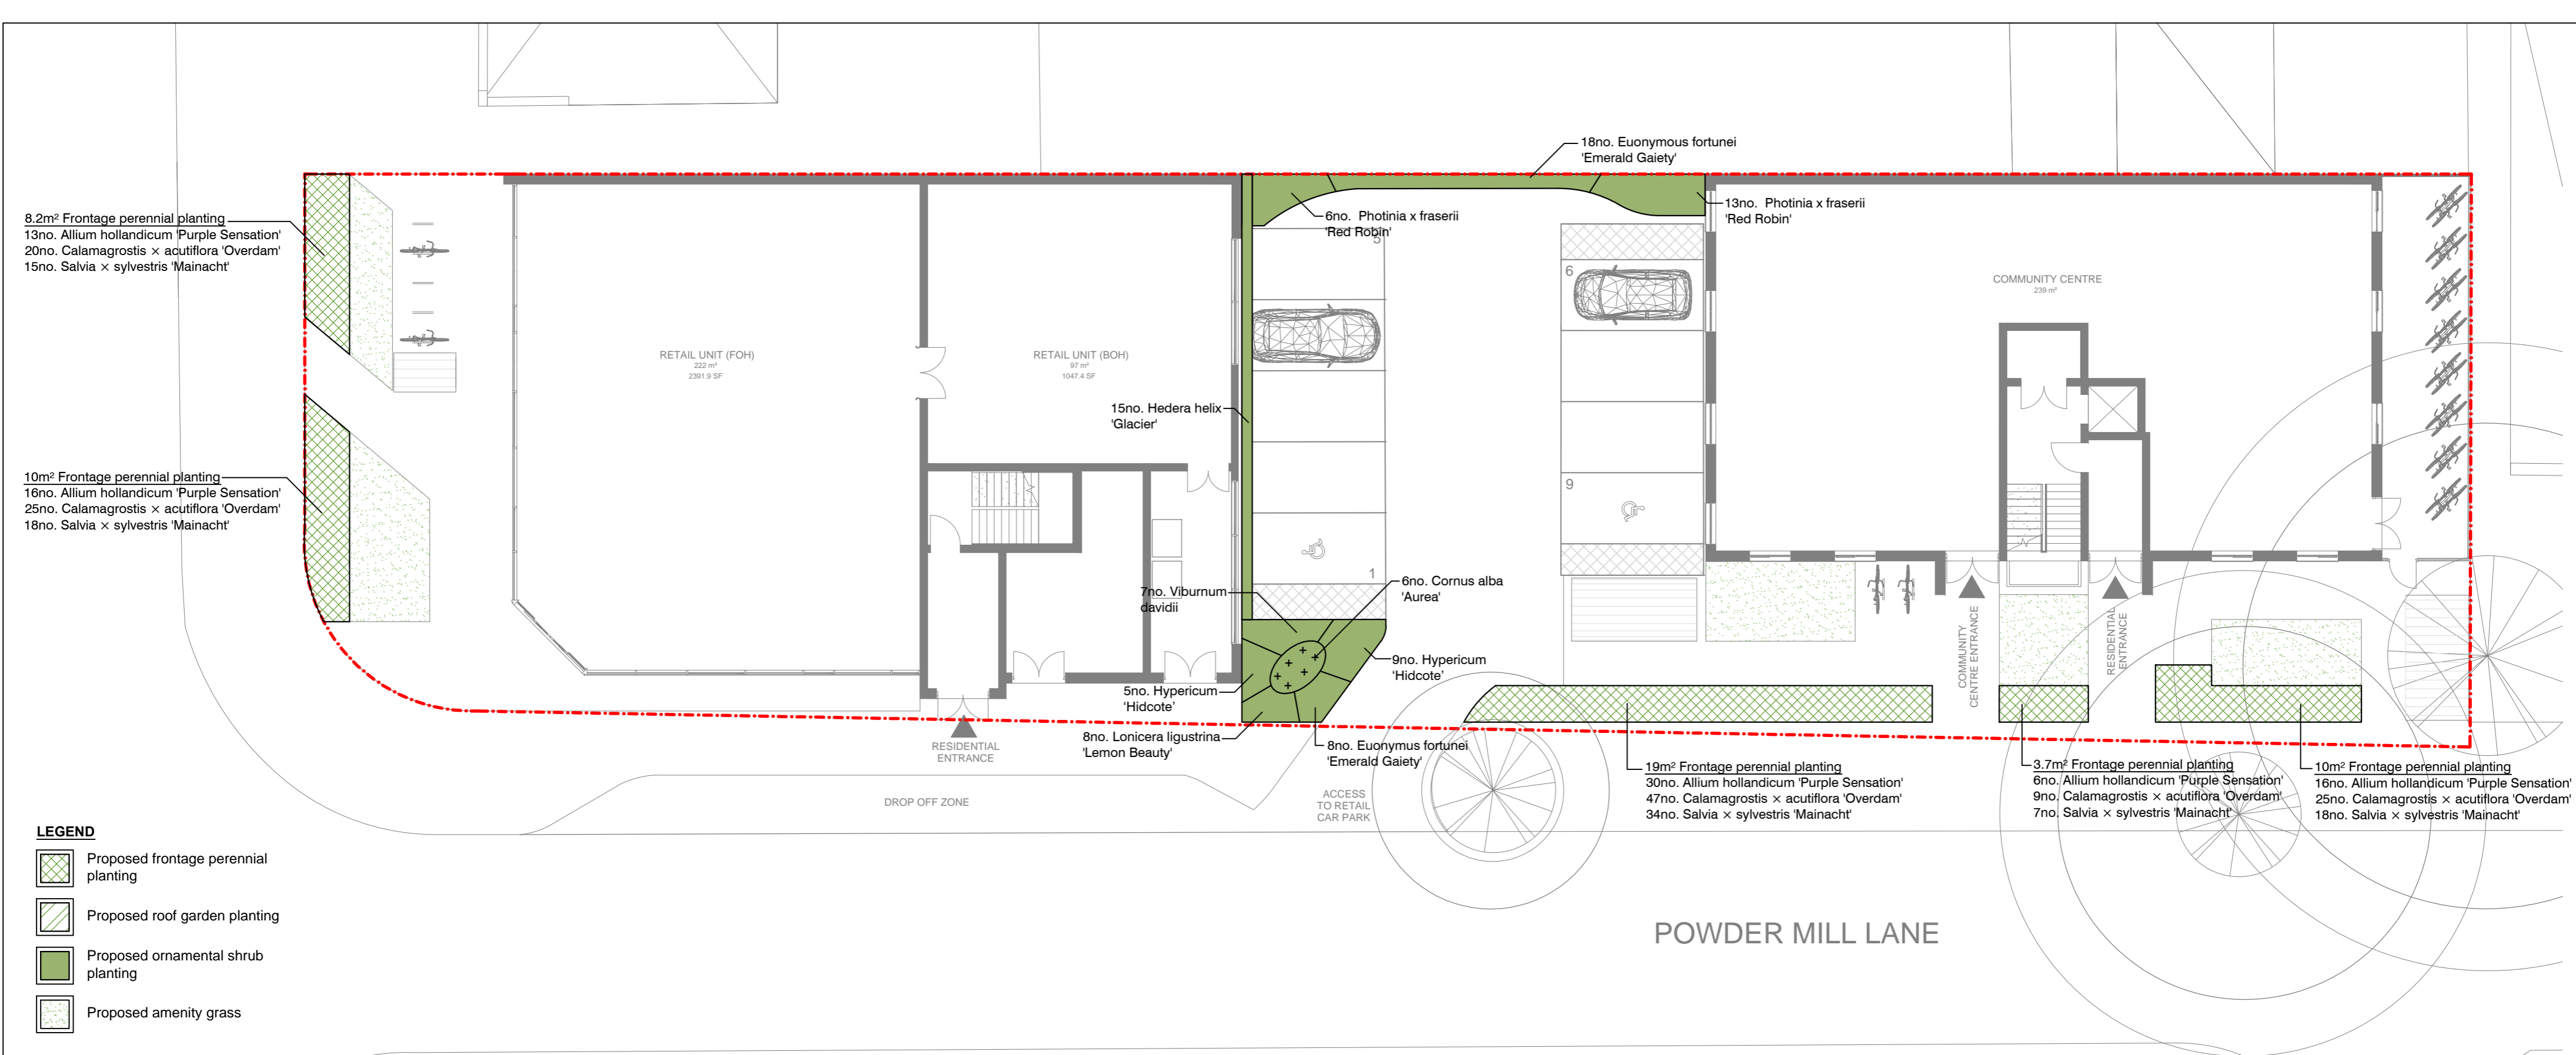 18no. Euonymous fortunei
'Emerald Gaiety'
8.2m² Frontage perennial planting
13no. Allium hollandicum 'Purple Sensation'
20no. Calamagrostis × acutiflora 'Overdam'
15no. Salvia × sylvestris 'Mainacht'
6no. Photinia x fraserii
'Red Robin'
13no. Photinia x fraserii
'Red Robin'
5
6
COMMUNITY CENTRE
239 m²
RETAIL UNIT (FOH)
222 m²
2391.9 SF
RETAIL UNIT (BOH)
97 m²
1047.4 SF
15no. Hedera helix
'Glacier'
10m² Frontage perennial planting
16no. Allium hollandicum 'Purple Sensation'
25no. Calamagrostis × acutiflora 'Overdam'
18no. Salvia × sylvestris 'Mainacht'
9
1
7no. Viburnum
davidii
6no. Cornus alba
'Aurea'
9no. Hypericum
'Hidcote'
5no. Hypericum
'Hidcote'
8no. Lonicera ligustrina
'Lemon Beauty'
8no. Euonymus fortunei
'Emerald Gaiety'
COMMUNITY
CENTRE ENTRANCE
RESIDENTIAL
ENTRANCE
RESIDENTIAL
ENTRANCE
DROP OFF ZONE
ACCESS
TO RETAIL
CAR PARK
19m² Frontage perennial planting
30no. Allium hollandicum 'Purple Sensation'
47no. Calamagrostis × acutiflora 'Overdam'
34no. Salvia × sylvestris 'Mainacht'
3.7m² Frontage perennial planting
6no. Allium hollandicum 'Purple Sensation'
9no. Calamagrostis × acutiflora 'Overdam'
7no. Salvia × sylvestris 'Mainacht'
10m² Frontage perennial planting
16no. Allium hollandicum 'Purple Sensation'
25no. Calamagrostis × acutiflora 'Overdam'
18no. Salvia × sylvestris 'Mainacht'
POWDER MILL LANE
LEGEND
Proposed frontage perennial
planting
Proposed roof garden planting
Proposed ornamental shrub
planting
Proposed amenity grass